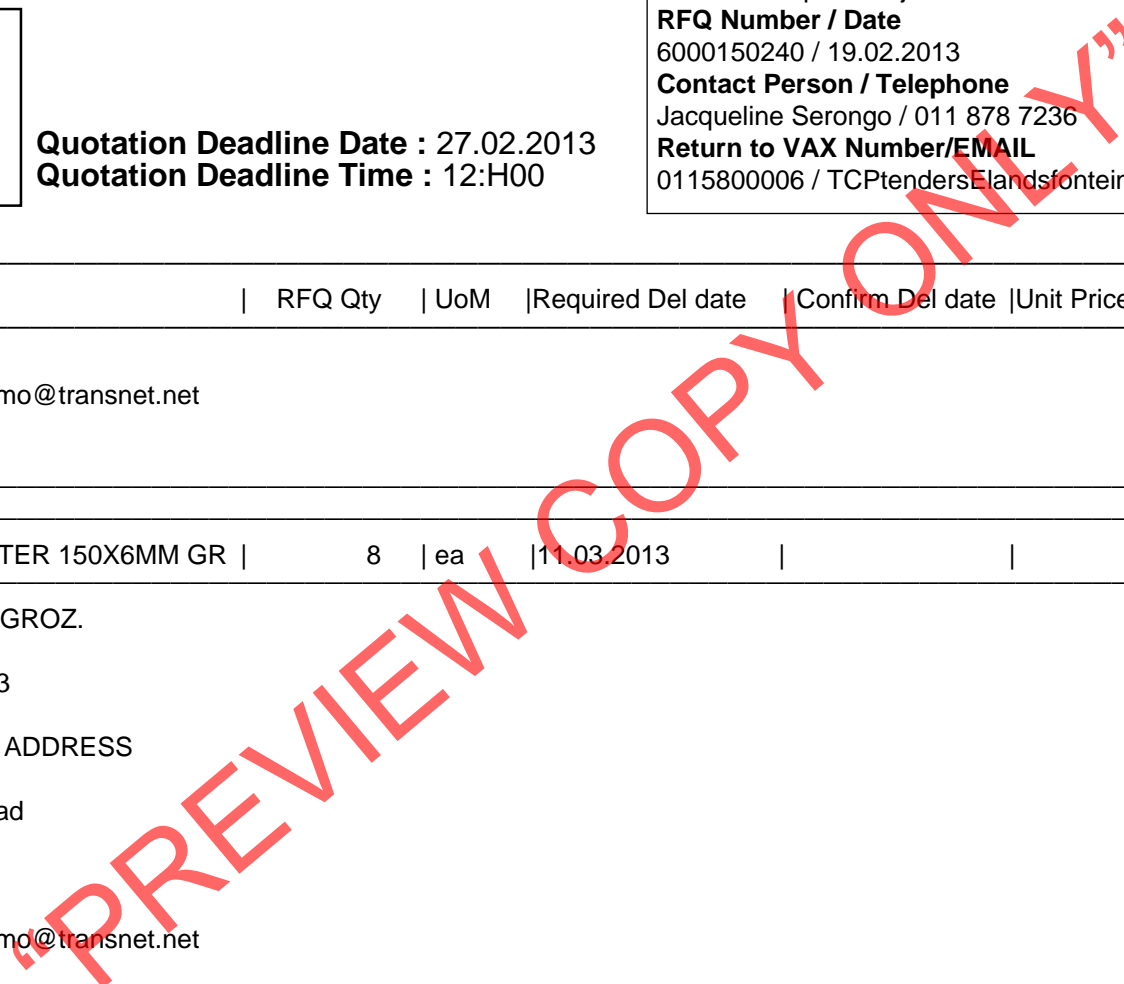 RFQ Number / Date
6000150240 / 19.02.2013
Contact Person / Telephone
Jacqueline Serongo / 011 878 7236
Return to VAX Number/EMAIL
0115800006 / TCPtendersElandsfontein
Quotation Deadline Date : 27.02.2013
Quotation Deadline Time : 12:H00
| RFQ Qty | UoM |Required Del date | Confirm Del date |Unit Price
mo@transnet.net
TER 150X6MM GR | 8 | ea |11.03.2013 | |
GROZ.
3
ADDRESS
ad
mo@transnet.net
“PREVIEW COPY ONLY”